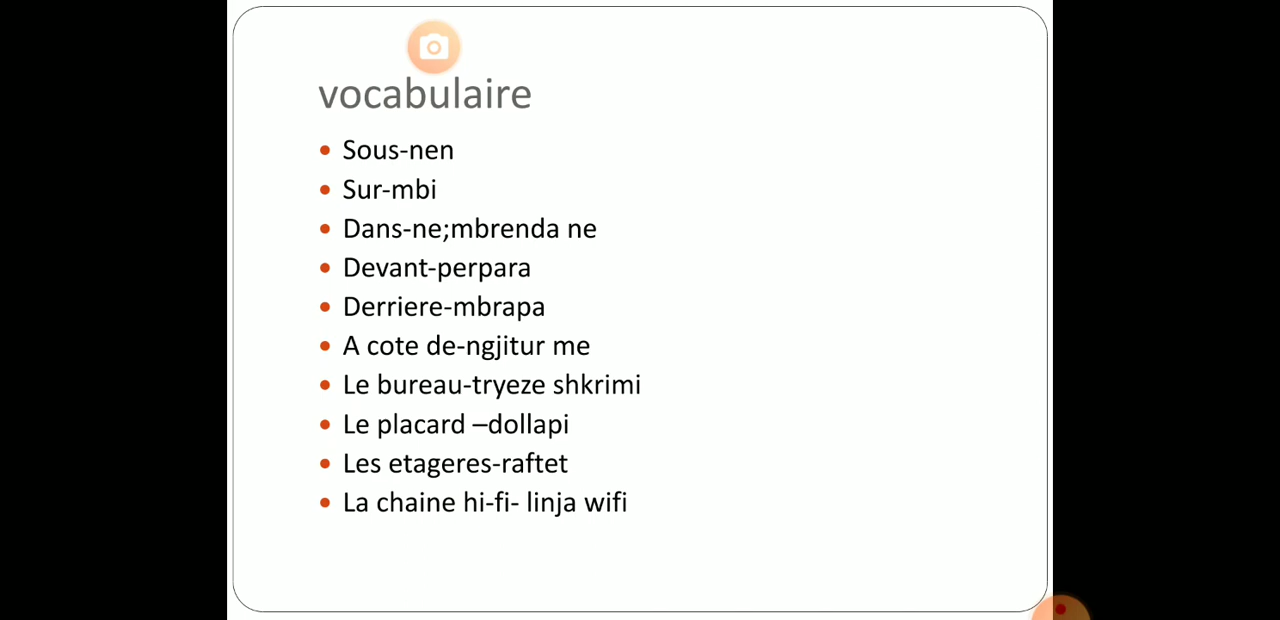 vocabulaire
Sous-nen
Sur-mbi
Dans-ne;mbrenda ne
Devant-perpara
Derriere-mbrapa
A cote de-ngjitur me
Le bureau-tryeze shkrimi
Le placard –dollapi
Les etageres-raftet
La chaine hi-fi- linja wifi